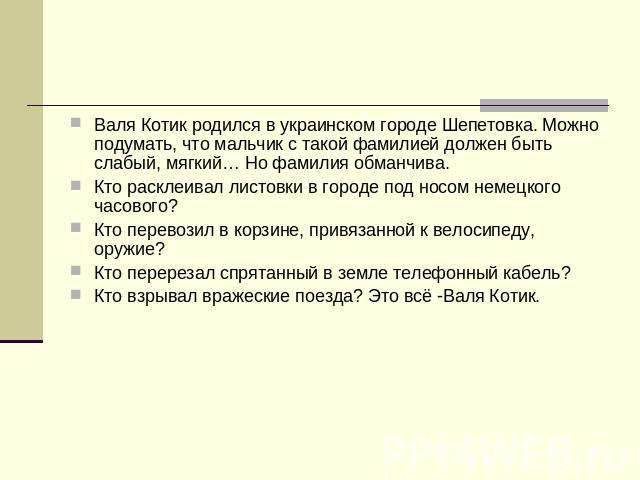 Валя Котик родился в украинском городе Шепетовка. Можно
подумать, что мальчик с такой фамилией должен быть
слабый, мягкий… Но фамилия обманчива.
Кто расклеивал листовки в городе под носом немецкого
часового?
Кто перевозил в корзине, привязанной к велосипеду,
оружие?
Кто перерезал спрятанный в земле телефонный кабель?
Кто взрывал вражеские поезда? Это всё -Валя Котик.
PPt4WEB.ru